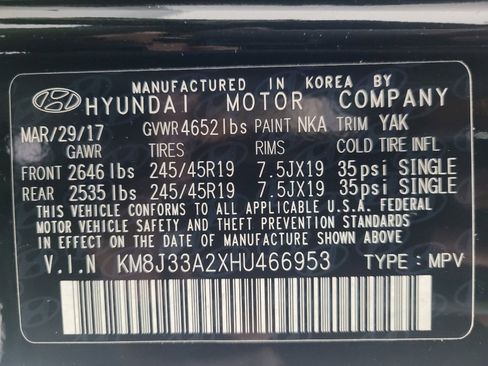 MANUFACTURED IN KOREA BY
HYUNDAI MOTOR COMPANY
MAR/29/17 GVWR 4652 lbs PAINT NKA TRIM YAK
GAWR TIRES RIMS COLD TIRE INFL
FRONT 2646 lbs 245/45R19 7.5JX19 35psi SINGLE
REAR 2535 lbs 245/45R19 7.5JX19 35psi SINGLE
THIS VEHICLE CONFORMS TO ALL APPLICABLE U.S.A. FEDERAL
MOTOR VEHICLE SAFETY AND THEFT PREVENTION STANDARDS
IN EFFECT ON THE DATE OF MANUFACTURE SHOWN ABOVE.
V.I.N KM8J33A2XHU466953 TYPE : MPV